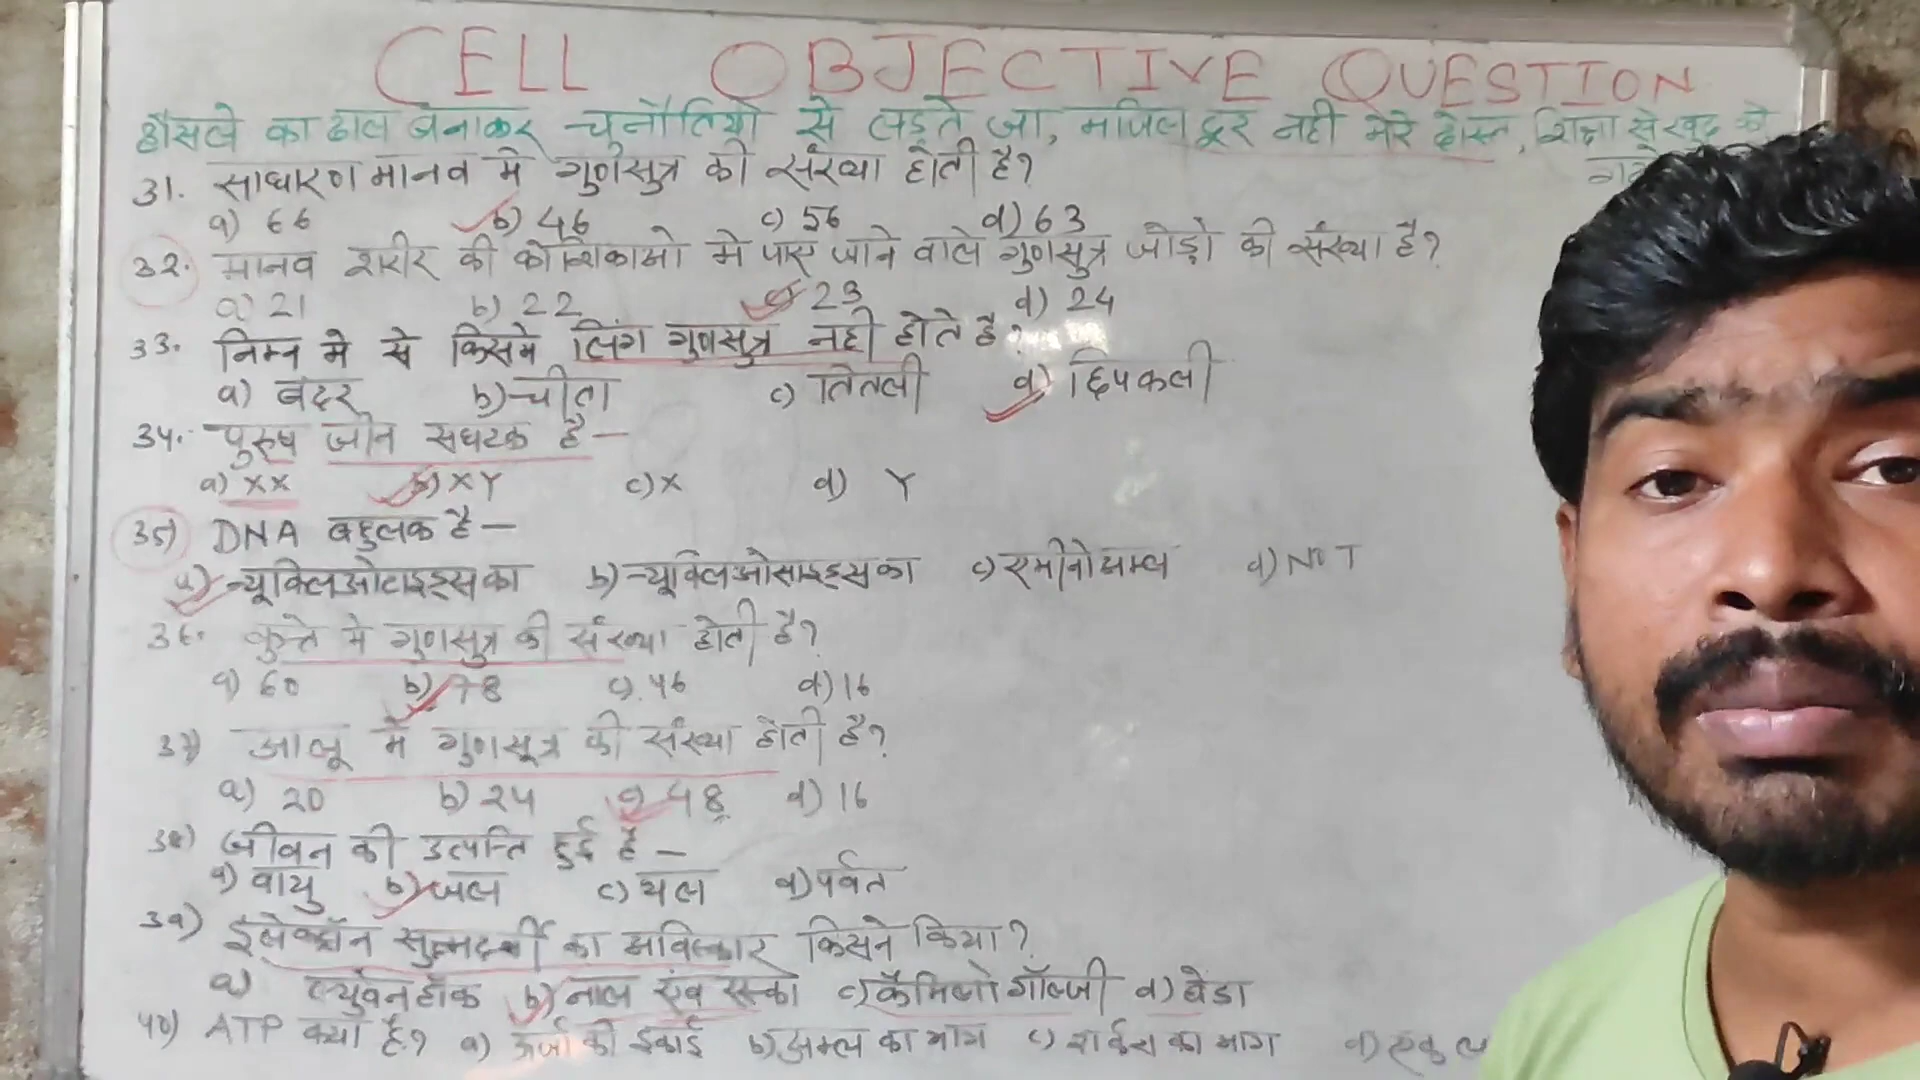 CELL OBJECTIVE QUESTION
हौसले का ढाल बनाकर चुनौतियो से लड़ते जा, मंजिल दूर नही मेरे दोस्त, शिक्षा से खुद को
31. साधारण मानव मे गुणसुत्र की संख्या होती है?
a) 66 b) 46 c) 56 d) 63
32. मानव शरीर की कोशिकाओ मे पाए जाने वाले गुणसुत्र जोड़ो की संख्या है?
a) 21 b) 22 c) 23 d) 24
33. निम्न मे से किसमे लिंग गुणसुत्र नही होते है?
a) बंदर b) चीता c) तितली d) छिपकली
34. पुरुष जीन संघटक है —
a) XX b) XY c) X d) Y
35) DNA बहुलक है —
a) न्यूक्लिओटाइड्स का b) न्यूक्लिओसाइड्स का c) एमीनो अम्ल d) NOT
36. कुत्ते मे गुणसुत्र की संख्या होती है?
a) 60 b) 78 c) 46 d) 16
37) आलू मे गुणसूत्र की संख्या होती है?
a) 20 b) 24 c) 48 d) 16
38) जीवन की उत्पत्ति हुई है —
a) वायु b) जल c) थल d) पर्वत
39) इलेक्ट्रॉन सुक्ष्मदर्शी का अविष्कार किसने किया?
a) ल्युवेनहॉक b) नाल एंव रस्का c) कैमिलो गॉल्जी d) बेंडा
40) ATP क्या है? a) ऊर्जा की इकाई b) अम्ल का भाग c) शर्करा का भाग d)